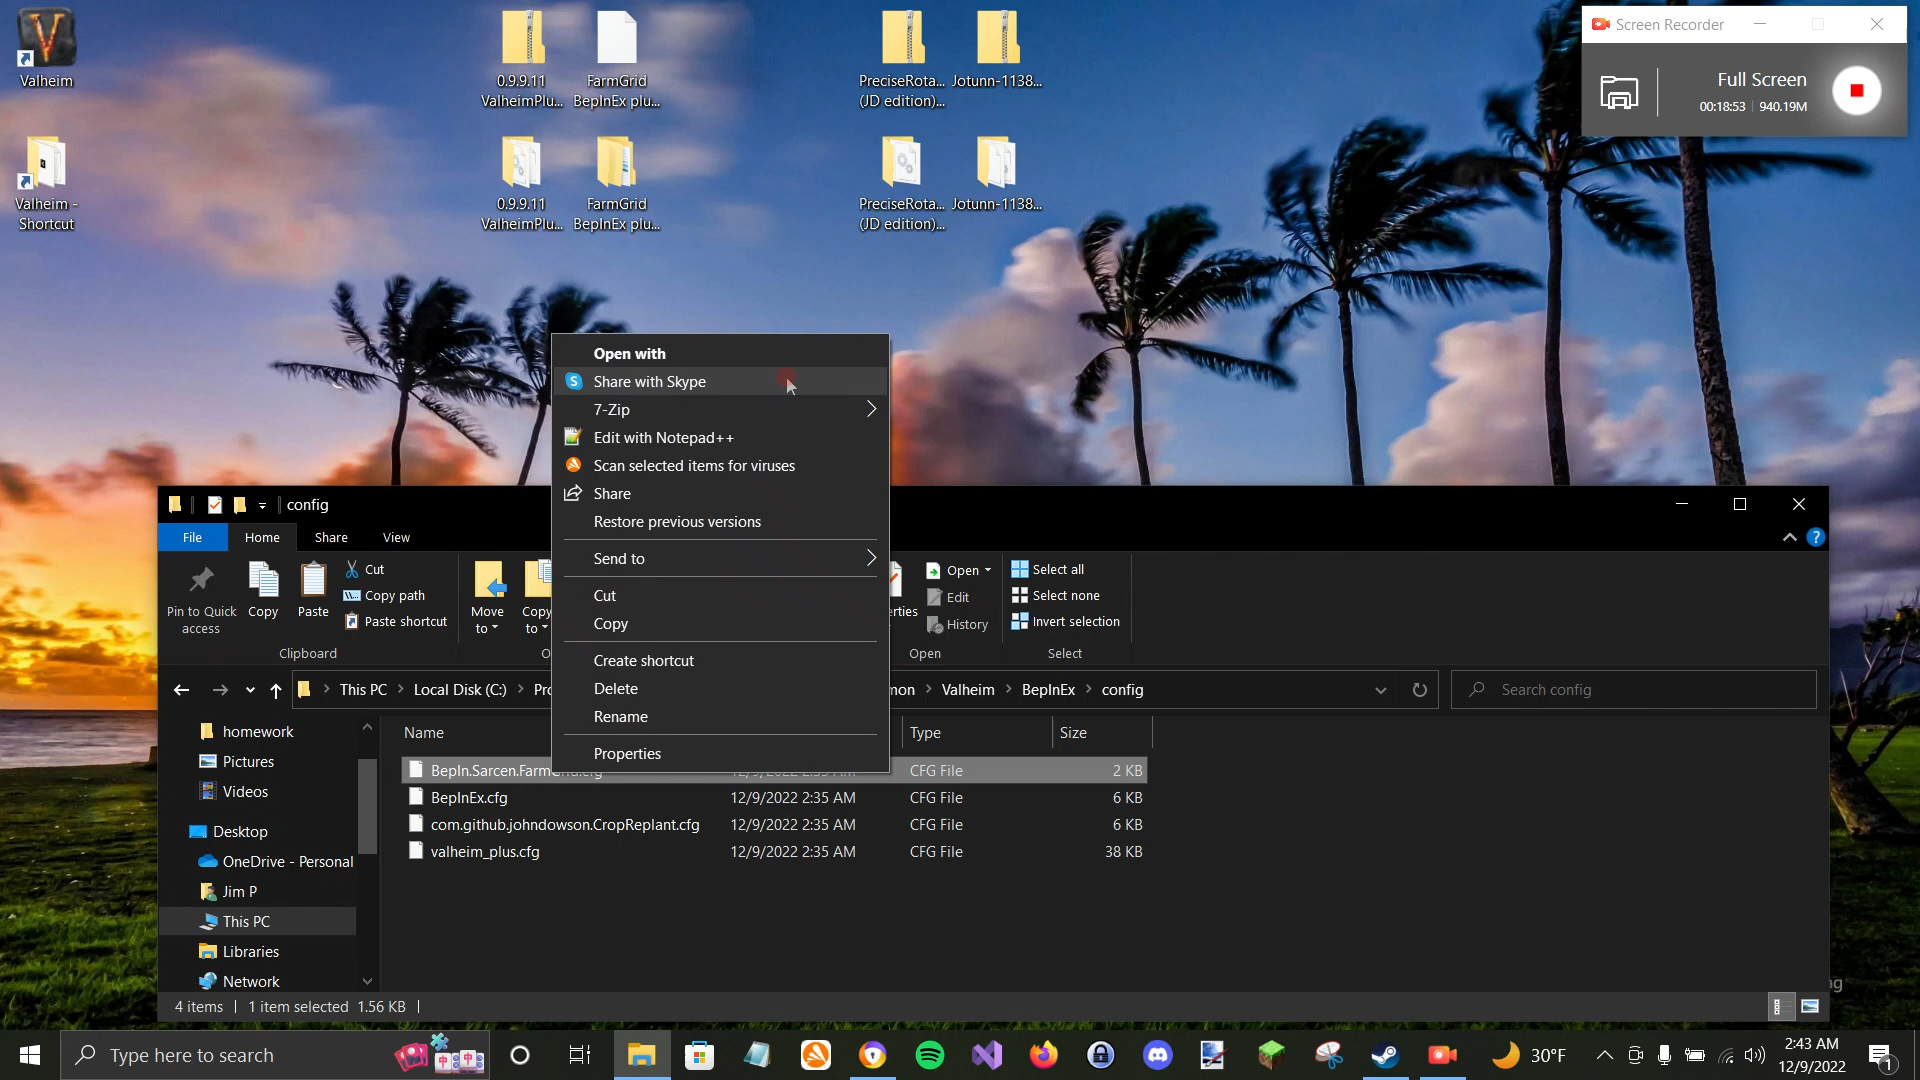 Valheim
0.9.9.11
ValheimPlu...
FarmGrid
BepInEx plu...
PreciseRota...
(JD edition)...
Jotunn-1138...
Valheim -
Shortcut
0.9.9.11
ValheimPlu...
FarmGrid
BepInEx plu...
PreciseRota...
(JD edition)...
Jotunn-1138...
Screen Recorder
Full Screen
00:18:53 940.19M
Open with
Share with Skype
7-Zip
Edit with Notepad++
Scan selected items for viruses
Share
Restore previous versions
Send to
Cut
Copy
Create shortcut
Delete
Rename
Properties
config
File Home Share View
Pin to Quick
access
Copy
Paste
Cut
Copy path
Paste shortcut
Clipboard
Move
to
Copy
to
erties
Open
Edit
History
Open
Select all
Select none
Invert selection
Select
This PC Local Disk (C:) mon Valheim BepInEx config
Search config
homework
Pictures
Videos
Desktop
OneDrive - Personal
Jim P
This PC
Libraries
Network
Name Type Size
CFG File 2 KB
BepInEx.cfg 12/9/2022 2:35 AM CFG File 6 KB
com.github.johndowson.CropReplant.cfg 12/9/2022 2:35 AM CFG File 6 KB
valheim_plus.cfg 12/9/2022 2:35 AM CFG File 38 KB
4 items 1 item selected 1.56 KB
Type here to search
30°F
2:43 AM
12/9/2022
1